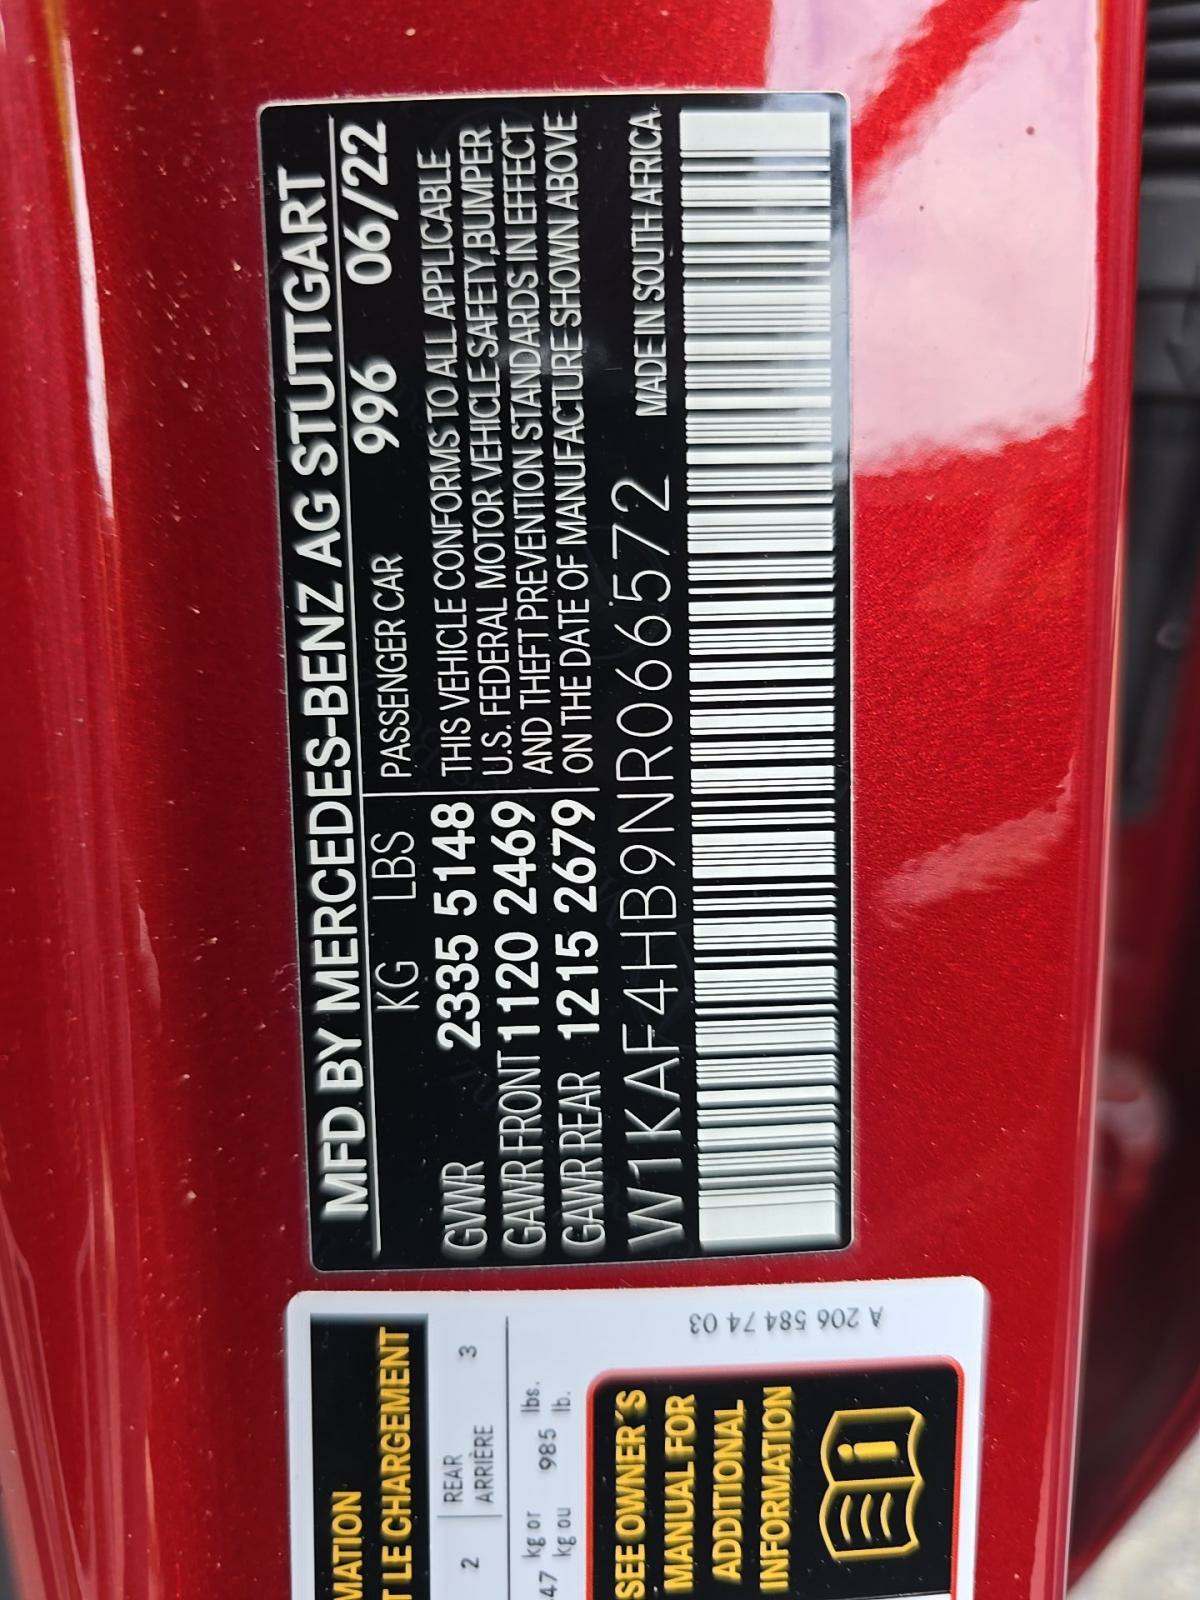 MFD BY MERCEDES-BENZ AG STUTTGART
KG LBS PASSENGER CAR 996 06/22
GVWR 2335 5148 THIS VEHICLE CONFORMS TO ALL APPLICABLE
GAWR FRONT 1120 2469 U.S. FEDERAL MOTOR VEHICLE SAFETY,BUMPER
AND THEFT PREVENTION STANDARDS IN EFFECT
GAWR REAR 1215 2679 ON THE DATE OF MANUFACTURE SHOWN ABOVE
W1KAF4HB9NR066572 MADE IN SOUTH AFRICA
MATION
T LE CHARGEMENT
2 REAR 3
ARRIÈRE
47 kg or 985 lbs.
kg ou lb.
SEE OWNER'S
MANUAL FOR
ADDITIONAL
INFORMATION
i
A 206 584 74 03